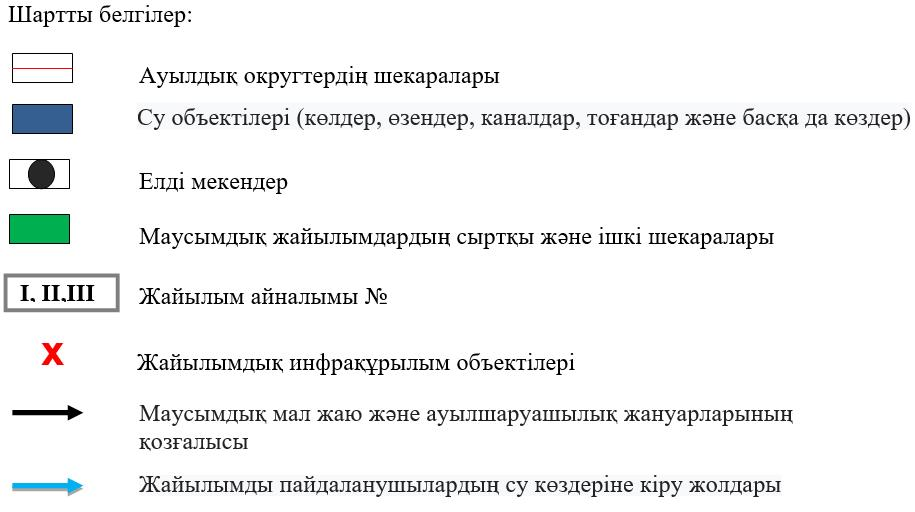 Шартты белгілер:
Ауылдық округтердің шекаралары
Су объектілері (көлдер, өзендер, каналдар, тоғандар және басқа да көздер)
Елді мекендер
Маусымдық жайылымдардың сыртқы және ішкі шекаралары
I, II,III Жайылым айналымы №
X Жайылымдық инфрақұрылым объектілері
Маусымдық мал жаю және ауылшаруашылық жануарларының
қозғалысы
Жайылымды пайдаланушылардың су көздеріне кіру жолдары